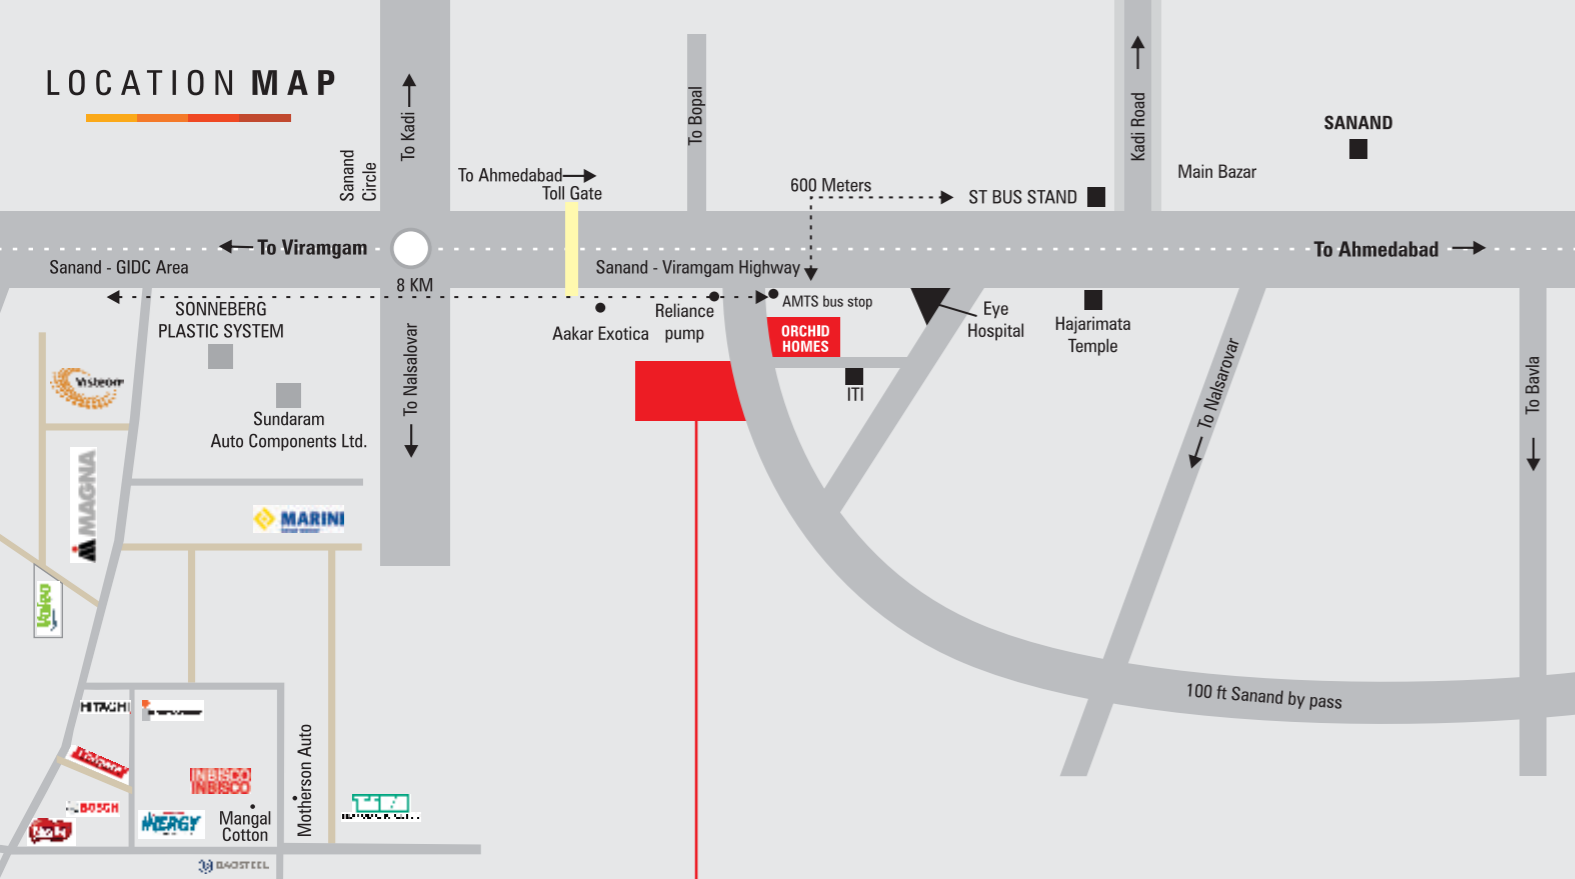 LOCATION MAP
Sanand
Circle
To Kadi
To Ahmedabad
Toll Gate
To Bopal
600 Meters
ST BUS STAND
Kadi Road
Main Bazar
SANAND
To Viramgam
To Ahmedabad
Sanand - GIDC Area
Sanand - Viramgam Highway
8 KM
AMTS bus stop
SONNEBERG
PLASTIC SYSTEM
Aakar Exotica
Reliance
pump
ORCHID
HOMES
Eye
Hospital
Hajarimata
Temple
ITI
To Nalsalovar
To Nalsarovar
To Bavla
Visteon
Sundaram
Auto Components Ltd.
MAGNA
MARINI
Valeo
100 ft Sanand by pass
HITACHI
INBISCO
INBISCO
BOSCH
Motherson Auto
Mangal
Cotton
BAOSTEEL